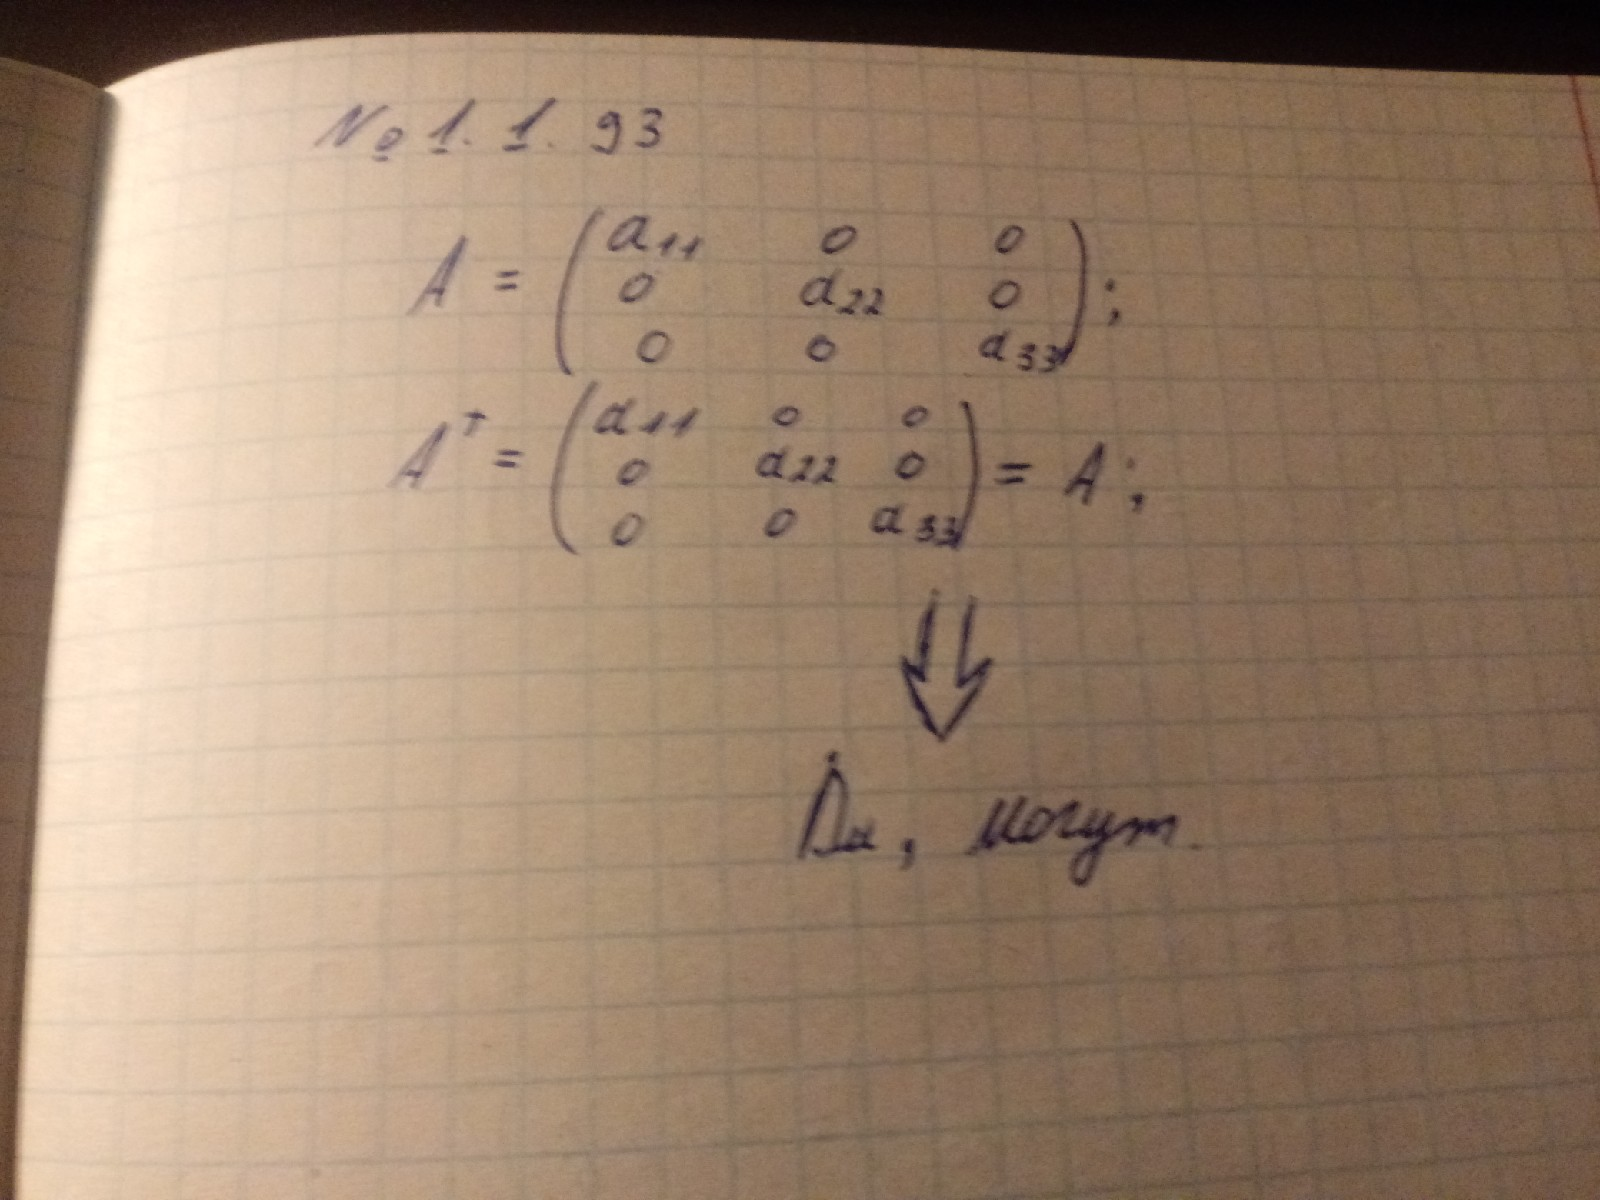 № 1. 1. 93
A = ( a11 0 0
0 a22 0
0 0 a33 ) ;
Aт = ( a11 0 0
0 a22 0
0 0 a33 ) = A ;
⇓
Да, могут.